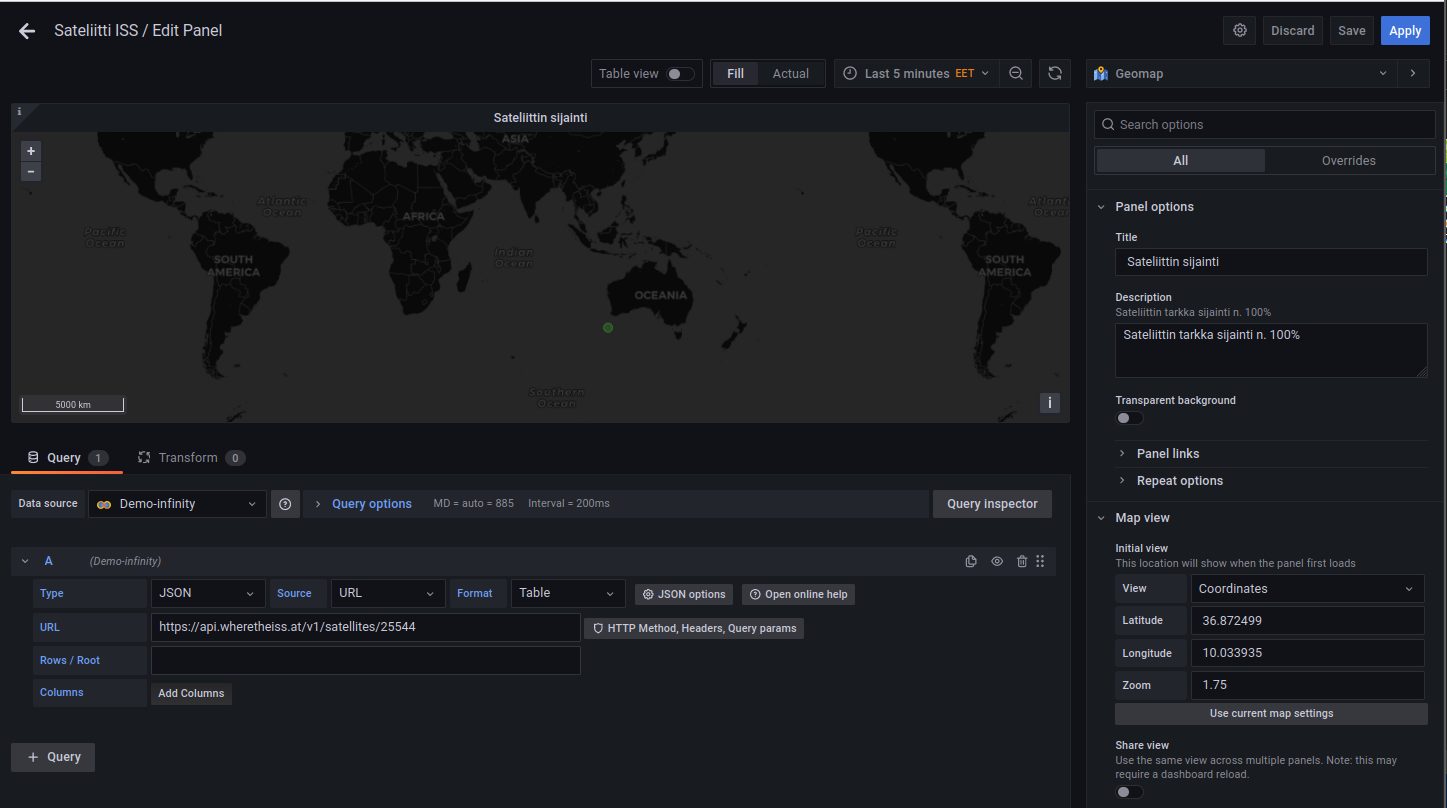 Sateliitti ISS / Edit Panel
Discard
Save
Apply
Table view
Fill
Actual
Last 5 minutes EET
Geomap
i
Sateliittin sijainti
+
−
ASIA
Atlantic
Ocean
AFRICA
Pacific
Ocean
Indian
Ocean
SOUTH
AMERICA
OCEANIA
Pacific
Ocean
Atlant
Ocea
SOUTH
AMERICA
Southern
Ocean
5000 km
i
Query 1
Transform 0
Data source
Demo-infinity
Query options
MD = auto = 885
Interval = 200ms
Query inspector
A
(Demo-infinity)
Type
JSON
Source
URL
Format
Table
JSON options
Open online help
URL
https://api.wheretheiss.at/v1/satellites/25544
HTTP Method, Headers, Query params
Rows / Root
Columns
Add Columns
+ Query
Search options
All
Overrides
Panel options
Title
Sateliittin sijainti
Description
Sateliittin tarkka sijainti n. 100%
Sateliittin tarkka sijainti n. 100%
Transparent background
Panel links
Repeat options
Map view
Initial view
This location will show when the panel first loads
View
Coordinates
Latitude
36.872499
Longitude
10.033935
Zoom
1.75
Use current map settings
Share view
Use the same view across multiple panels. Note: this may
require a dashboard reload.